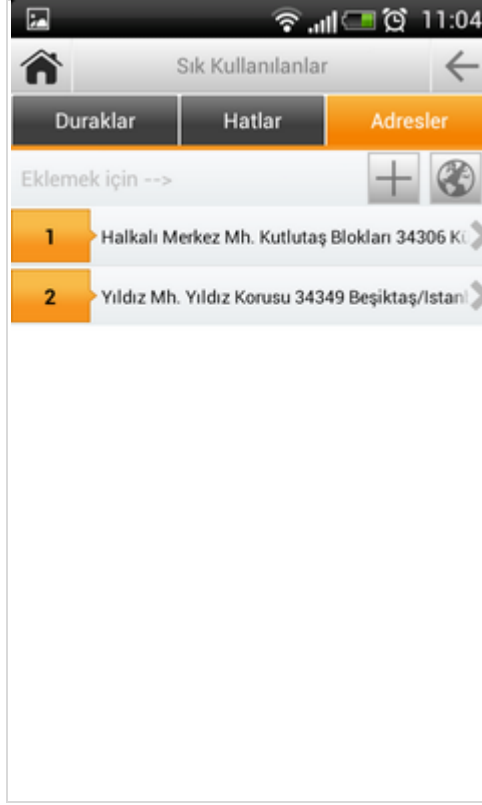 11:04
Sık Kullanılanlar
Duraklar Hatlar Adresler
Eklemek için -->
1 Halkalı Merkez Mh. Kutlutaş Blokları 34306
2 Yıldız Mh. Yıldız Korusu 34349 Beşiktaş/Istan